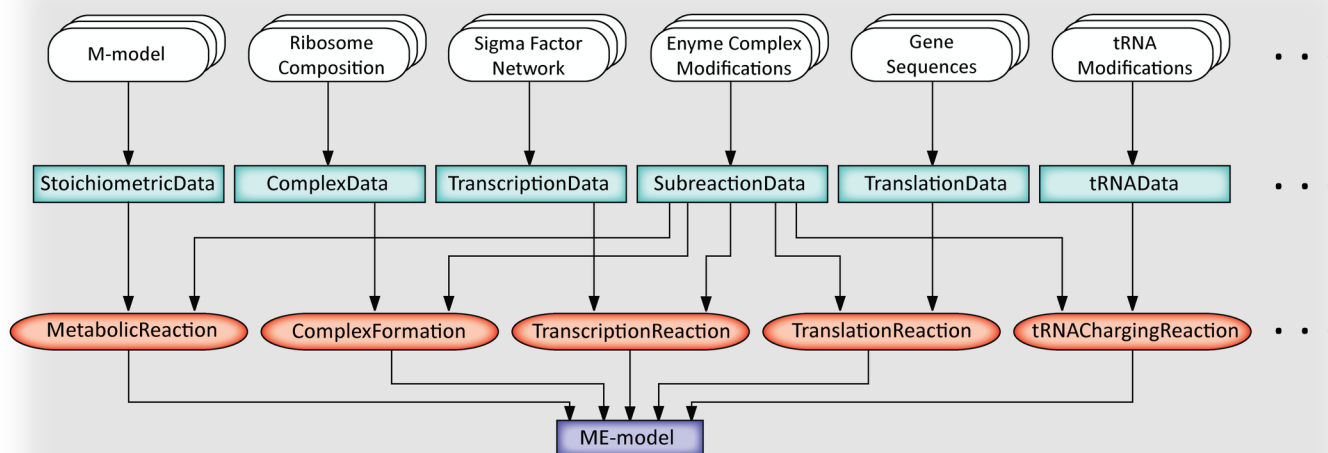 M-model
Ribosome
Composition
Sigma Factor
Network
Enyme Complex
Modifications
Gene
Sequences
tRNA
Modifications
. .
StoichiometricData
ComplexData
TranscriptionData
SubreactionData
TranslationData
tRNAData
. .
MetabolicReaction
ComplexFormation
TranscriptionReaction
TranslationReaction
tRNAChargingReaction
. .
ME-model